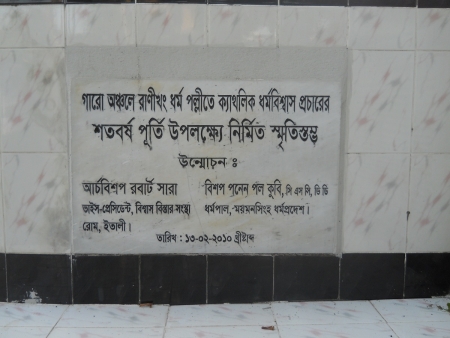 গারো অঞ্চলে রাণীখং ধর্ম পল্লীতে ক্যাথলিক ধর্মবিশ্বাস প্রচারের
শতবর্ষ পূর্তি উপলক্ষ্যে নির্মিত স্মৃতিস্তম্ভ
উন্মোচন ঃ
আর্চবিশপ রবার্ট সারা
ভাইস-প্রেসিডেন্ট, বিশ্বাস বিস্তার সংস্থা
রোম, ইতালী।
বিশপ পনেন পল কুবি, সি এস সি, ডি ডি
ধর্মপাল, ময়মনসিংহ ধর্মপ্রদেশ।
তারিখ : ১৩-০২-২০১০ খ্রীষ্টাব্দ